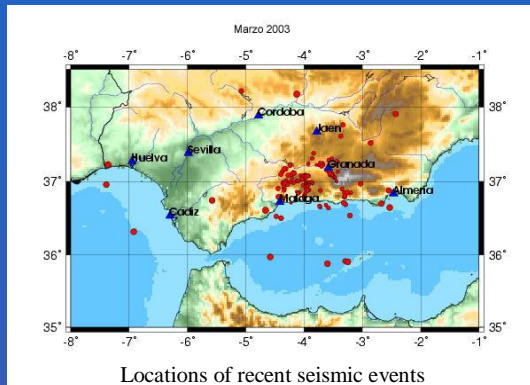 Marzo 2003
-8° -7° -6° -5° -4° -3° -2° -1°
38° 38°
Cordoba
Jaen
Sevilla
Huelva Granada
37° 37°
Almeria
Malaga
Cadiz
36° 36°
35° 35°
-8° -7° -6° -5° -4° -3° -2° -1°
Locations of recent seismic events